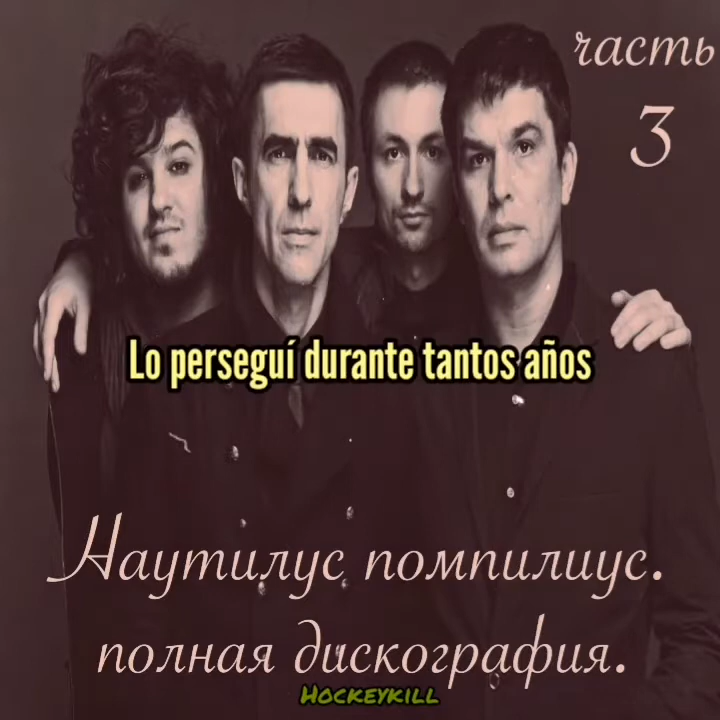 часть
3
Lo perseguí durante tantos años
Наутилус помпилиус.
полная дискография.
HOCKEYKILL